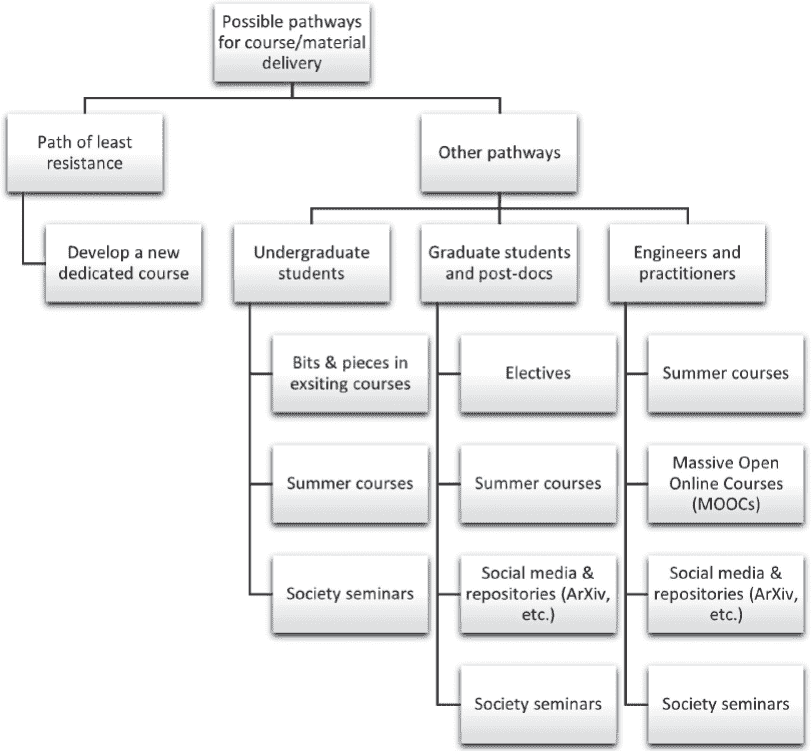 Possible pathways
for course/material
delivery
Path of least
resistance
Other pathways
Develop a new
dedicated course
Undergraduate
students
Graduate students
and post-docs
Engineers and
practitioners
Bits & pieces in
exsiting courses
Electives
Summer courses
Summer courses
Summer courses
Massive Open
Online Courses
(MOOCs)
Society seminars
Social media &
repositories (ArXiv,
etc.)
Social media &
repositories (ArXiv,
etc.)
Society seminars
Society seminars